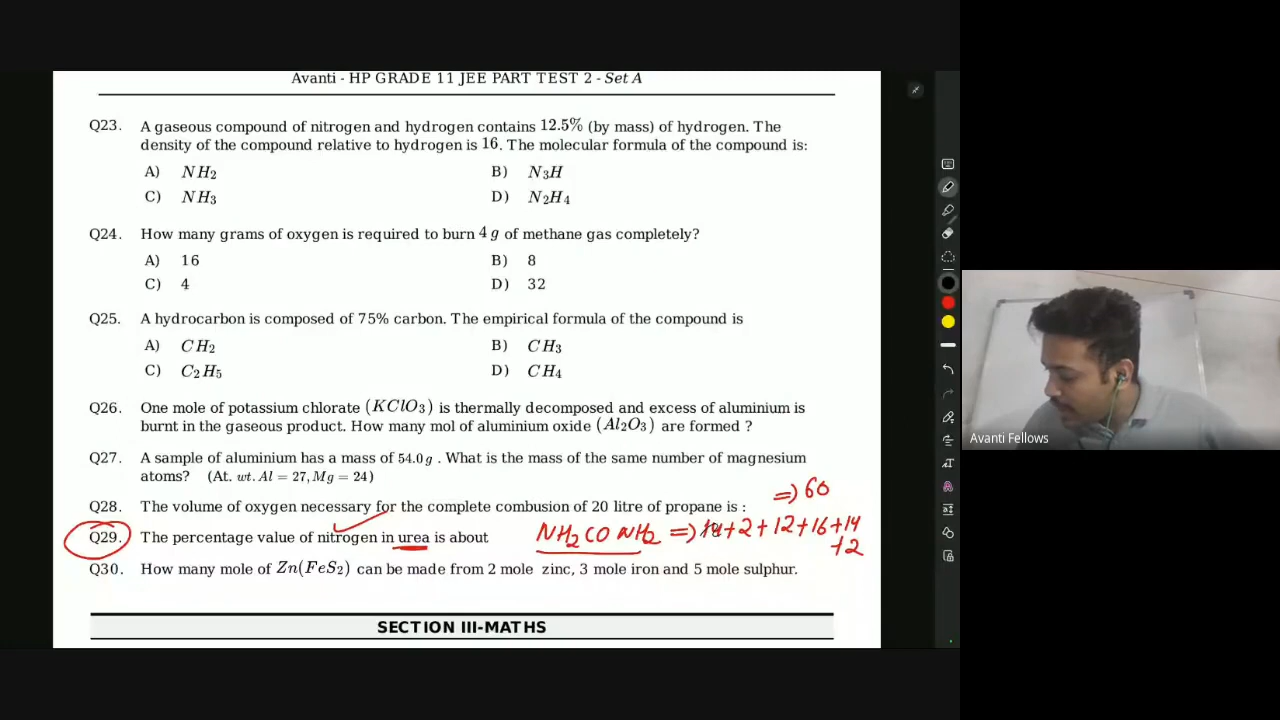 Avanti - HP GRADE 11 JEE PART TEST 2 - Set A
Q23. A gaseous compound of nitrogen and hydrogen contains 12.5% (by mass) of hydrogen. The
density of the compound relative to hydrogen is 16. The molecular formula of the compound is:
A) NH₂ B) N₃H
C) NH₃ D) N₂H₄
Q24. How many grams of oxygen is required to burn 4 g of methane gas completely?
A) 16 B) 8
C) 4 D) 32
Q25. A hydrocarbon is composed of 75% carbon. The empirical formula of the compound is
A) CH₂ B) CH₃
C) C₂H₅ D) CH₄
Q26. One mole of potassium chlorate (KClO₃) is thermally decomposed and excess of aluminium is
burnt in the gaseous product. How many mol of aluminium oxide (Al₂O₃) are formed ?
Q27. A sample of aluminium has a mass of 54.0 g . What is the mass of the same number of magnesium
atoms? (At. wt. Al = 27, Mg = 24)
Q28. The volume of oxygen necessary for the complete combusion of 20 litre of propane is :
=> 60
Q29. The percentage value of nitrogen in urea is about NH₂CONH₂ => 14+2+12+16+14
+2
Q30. How many mole of Zn(FeS₂) can be made from 2 mole zinc, 3 mole iron and 5 mole sulphur.
SECTION III-MATHS
Avanti Fellows